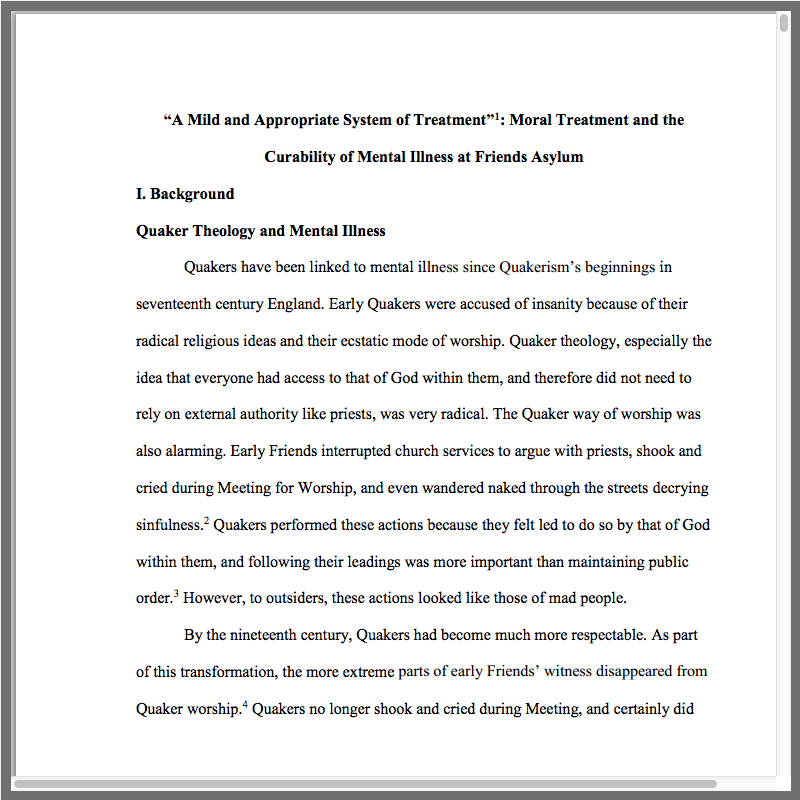 “A Mild and Appropriate System of Treatment”¹: Moral Treatment and the
Curability of Mental Illness at Friends Asylum
I. Background
Quaker Theology and Mental Illness
Quakers have been linked to mental illness since Quakerism’s beginnings in
seventeenth century England. Early Quakers were accused of insanity because of their
radical religious ideas and their ecstatic mode of worship. Quaker theology, especially the
idea that everyone had access to that of God within them, and therefore did not need to
rely on external authority like priests, was very radical. The Quaker way of worship was
also alarming. Early Friends interrupted church services to argue with priests, shook and
cried during Meeting for Worship, and even wandered naked through the streets decrying
sinfulness.² Quakers performed these actions because they felt led to do so by that of God
within them, and following their leadings was more important than maintaining public
order.³ However, to outsiders, these actions looked like those of mad people.
By the nineteenth century, Quakers had become much more respectable. As part
of this transformation, the more extreme parts of early Friends’ witness disappeared from
Quaker worship.⁴ Quakers no longer shook and cried during Meeting, and certainly did